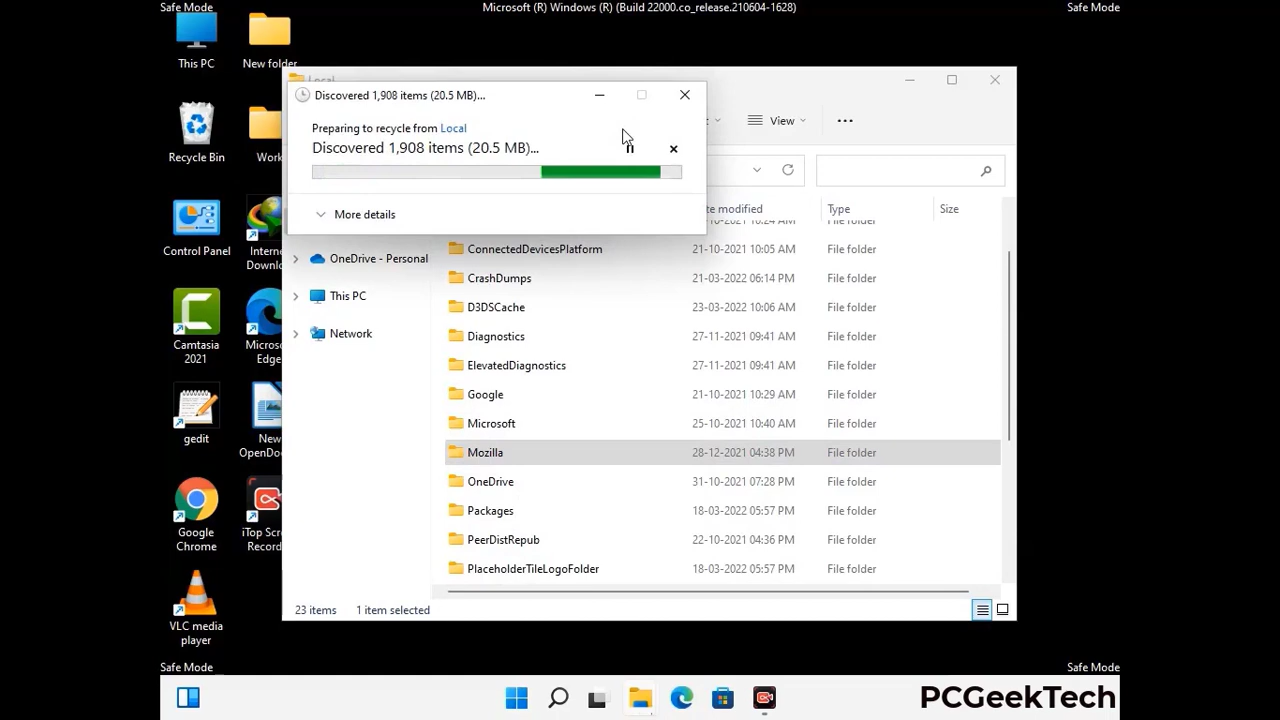 Safe Mode
Microsoft (R) Windows (R) (Build 22000.co_release.210604-1628)
Safe Mode
This PC
New folder
Recycle Bin
Work
Control Panel
Intern
Downlo
Camtasia
2021
Micros
Edge
gedit
New
OpenDoc
Google
Chrome
iTop Scr
Record
VLC media
player
Local
Discovered 1,908 items (20.5 MB)...
Preparing to recycle from Local
Discovered 1,908 items (20.5 MB)...
More details
View
te modified
Type
Size
File folder
OneDrive - Personal
This PC
Network
ConnectedDevicesPlatform 21-10-2021 10:05 AM File folder
CrashDumps 21-03-2022 06:14 PM File folder
D3DSCache 23-03-2022 10:06 AM File folder
Diagnostics 27-11-2021 09:41 AM File folder
ElevatedDiagnostics 27-11-2021 09:41 AM File folder
Google 21-10-2021 10:29 AM File folder
Microsoft 25-10-2021 10:40 AM File folder
Mozilla 28-12-2021 04:38 PM File folder
OneDrive 31-10-2021 07:28 PM File folder
Packages 18-03-2022 05:57 PM File folder
PeerDistRepub 22-10-2021 04:36 PM File folder
PlaceholderTileLogoFolder 18-03-2022 05:57 PM File folder
23 items 1 item selected
Safe Mode
Safe Mode
PCGeekTech